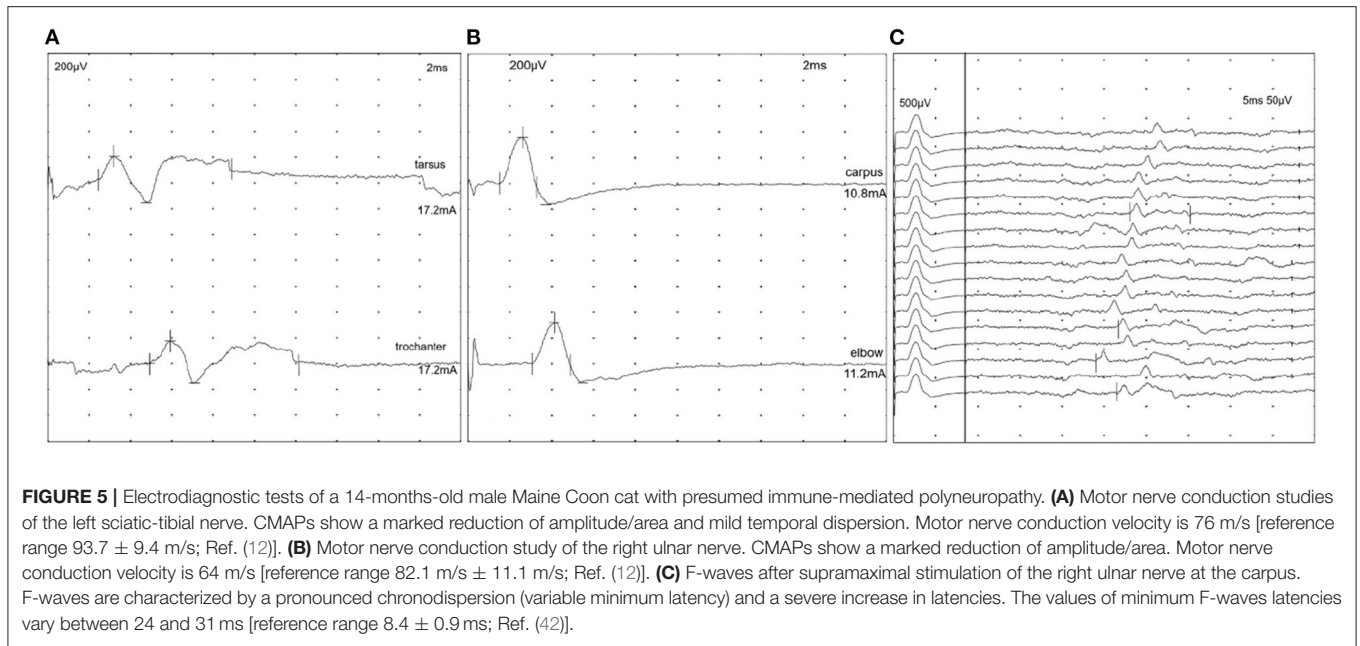 A
B
C
200µV
2ms
tarsus
17.2mA
trochanter
17.2mA
200µV
2ms
carpus
10.8mA
elbow
11.2mA
500µV
5ms 50µV
FIGURE 5 | Electrodiagnostic tests of a 14-months-old male Maine Coon cat with presumed immune-mediated polyneuropathy. (A) Motor nerve conduction studies
of the left sciatic-tibial nerve. CMAPs show a marked reduction of amplitude/area and mild temporal dispersion. Motor nerve conduction velocity is 76 m/s [reference
range 93.7 ± 9.4 m/s; Ref. (12)]. (B) Motor nerve conduction study of the right ulnar nerve. CMAPs show a marked reduction of amplitude/area. Motor nerve
conduction velocity is 64 m/s [reference range 82.1 m/s ± 11.1 m/s; Ref. (12)]. (C) F-waves after supramaximal stimulation of the right ulnar nerve at the carpus.
F-waves are characterized by a pronounced chronodispersion (variable minimum latency) and a severe increase in latencies. The values of minimum F-waves latencies
vary between 24 and 31 ms [reference range 8.4 ± 0.9 ms; Ref. (42)].